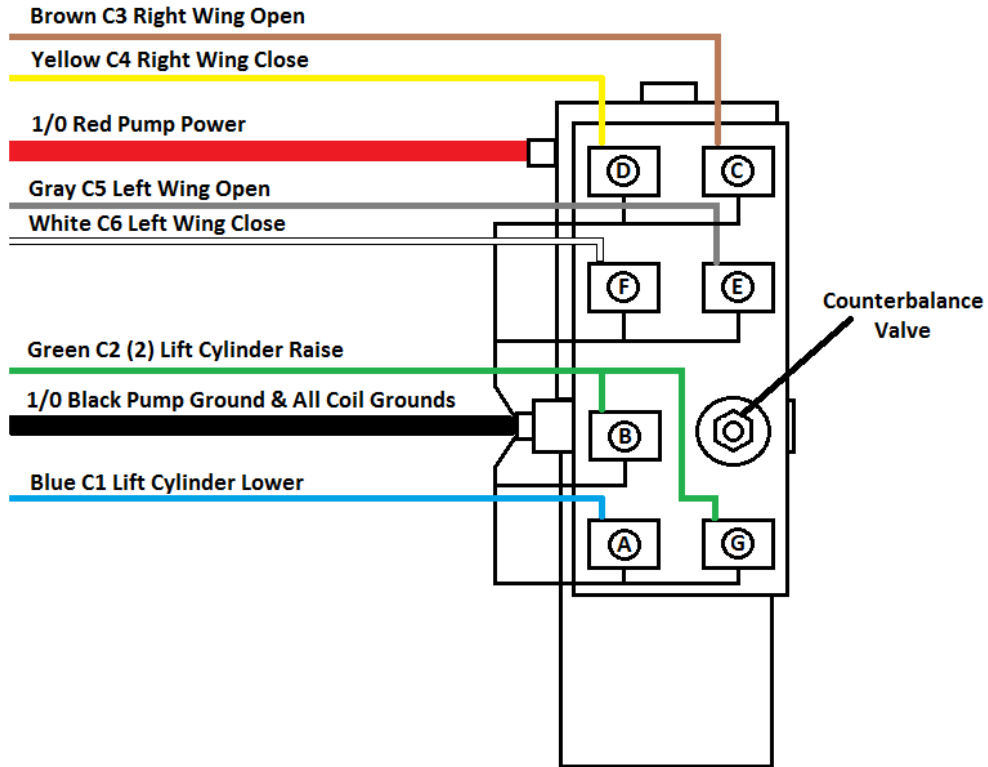 Brown C3 Right Wing Open
Yellow C4 Right Wing Close
1/0 Red Pump Power
D
C
Gray C5 Left Wing Open
White C6 Left Wing Close
F
E
Counterbalance
Valve
Green C2 (2) Lift Cylinder Raise
1/0 Black Pump Ground & All Coil Grounds
B
Blue C1 Lift Cylinder Lower
A
G